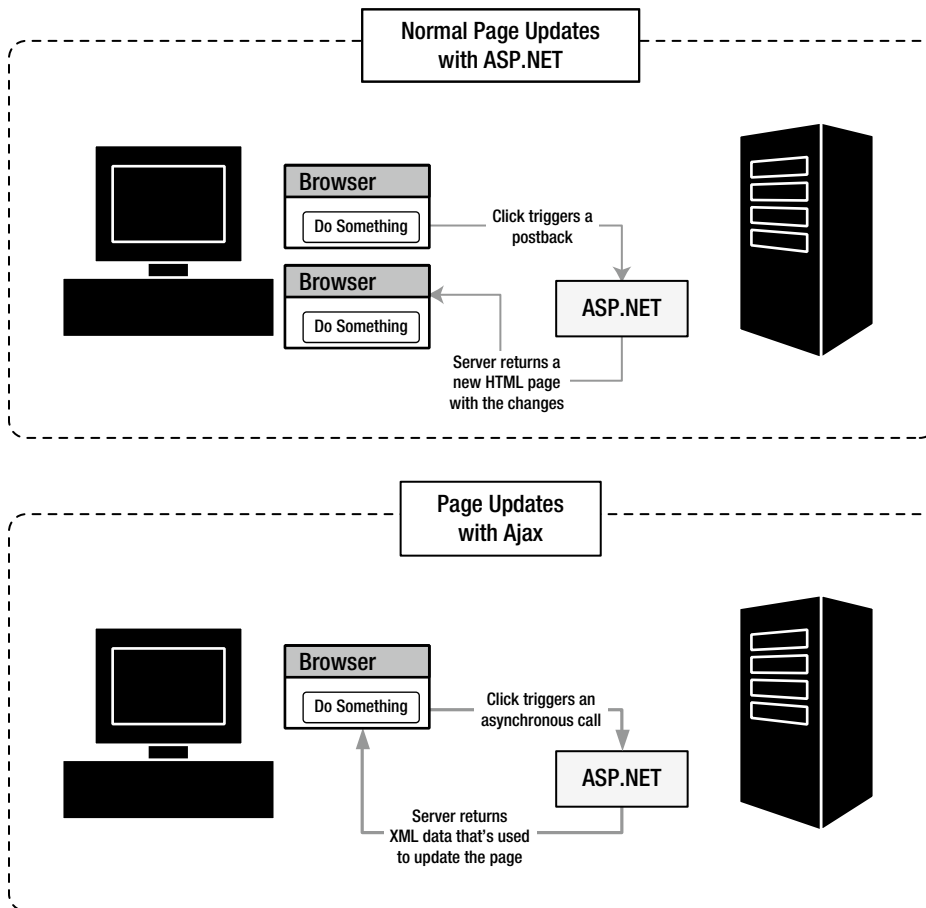 Normal Page Updates
with ASP.NET
Browser
Do Something
Click triggers a
postback
Browser
Do Something
ASP.NET
Server returns a
new HTML page
with the changes
Page Updates
with Ajax
Browser
Do Something
Click triggers an
asynchronous call
ASP.NET
Server returns
XML data that's used
to update the page